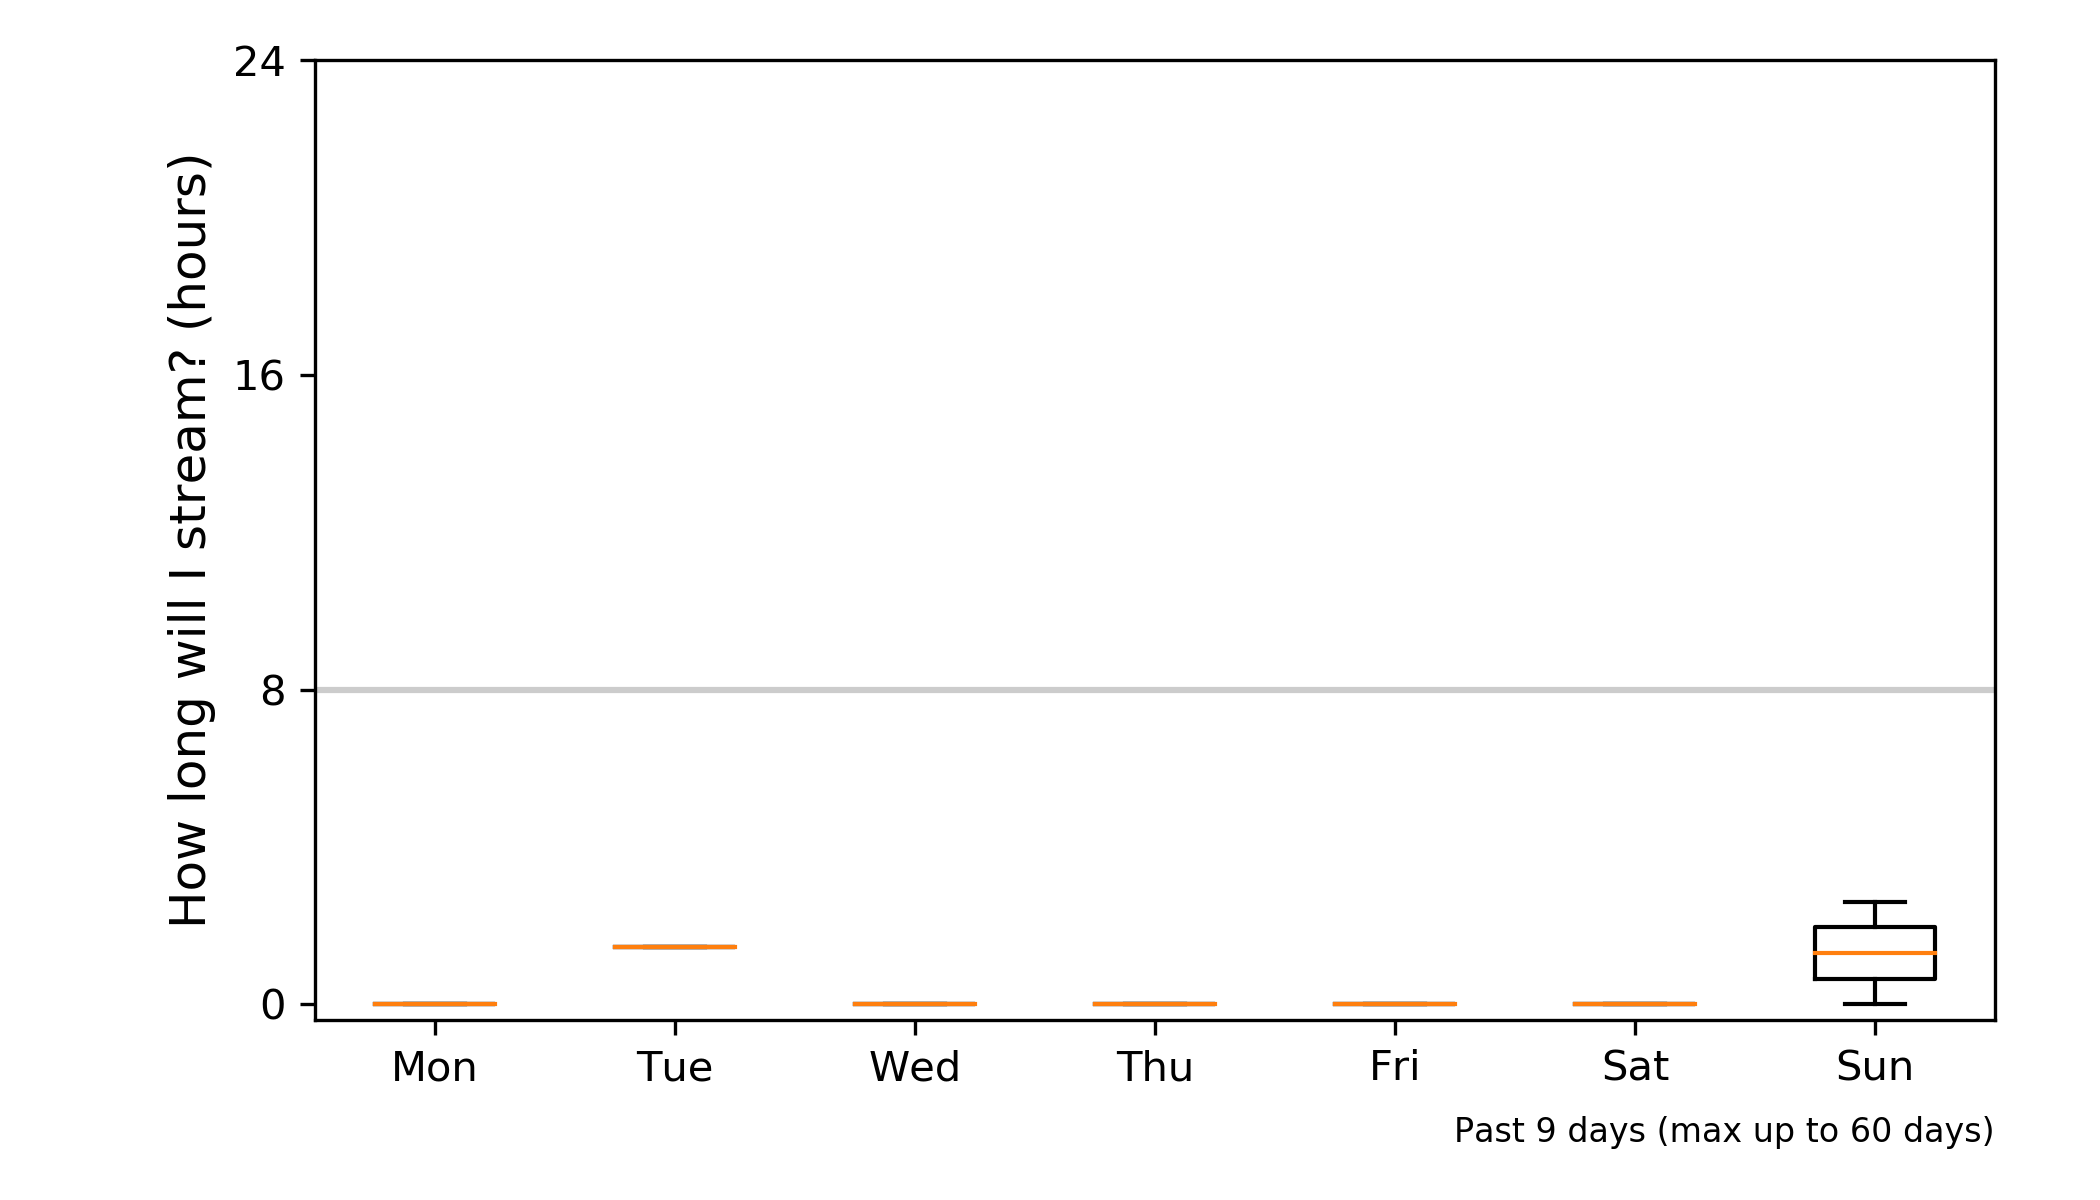 How long will I stream? (hours)
24
16
8
0
Mon Tue Wed Thu Fri Sat Sun
Past 9 days (max up to 60 days)